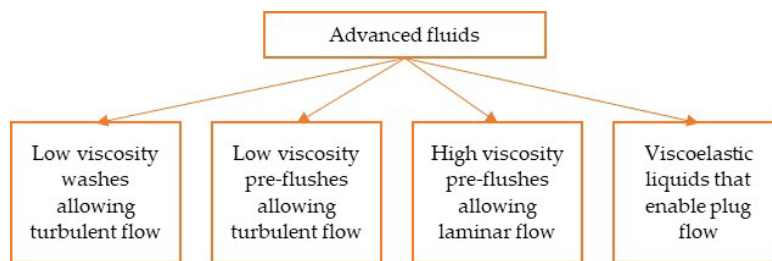 Advanced fluids
Low viscosity
washes
allowing
turbulent flow
Low viscosity
pre-flushes
allowing
turbulent flow
High viscosity
pre-flushes
allowing
laminar flow
Viscoelastic
liquids that
enable plug
flow